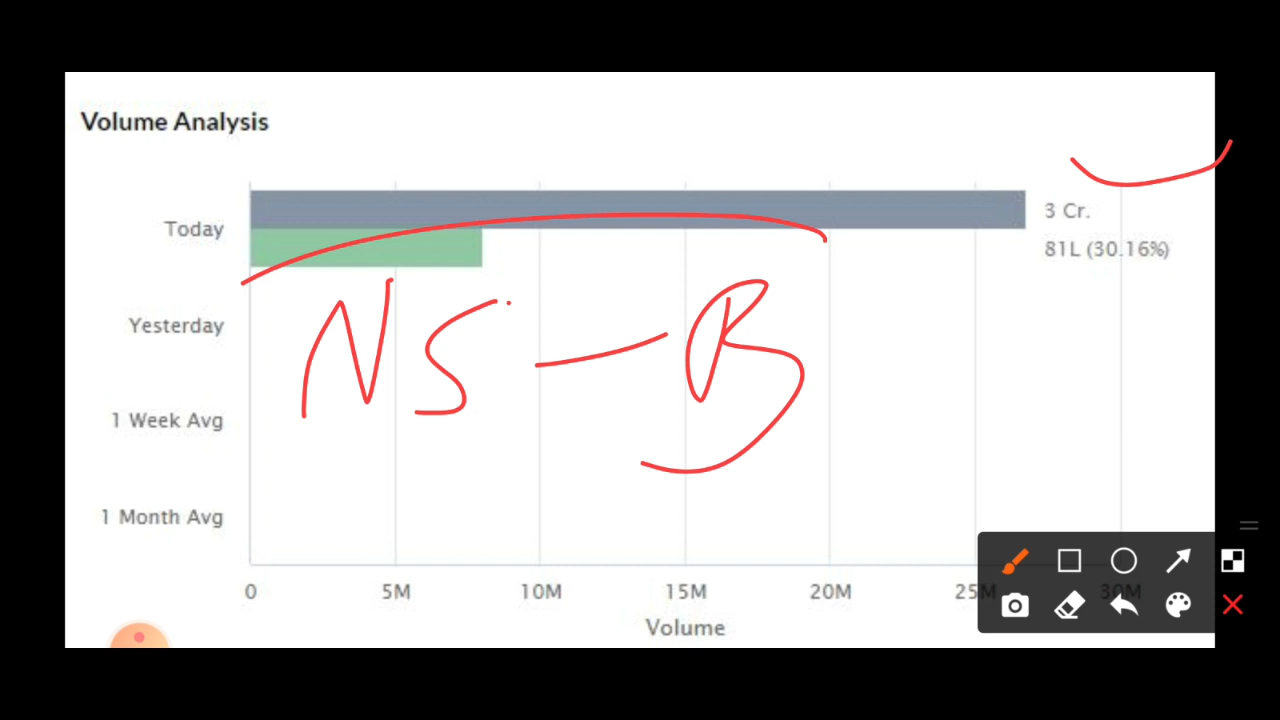 Volume Analysis
3 Cr.
Today
81L (30.16%)
NS - B
Yesterday
1 Week Avg
1 Month Avg
0 5M 10M 15M 20M 25M 30M
Volume